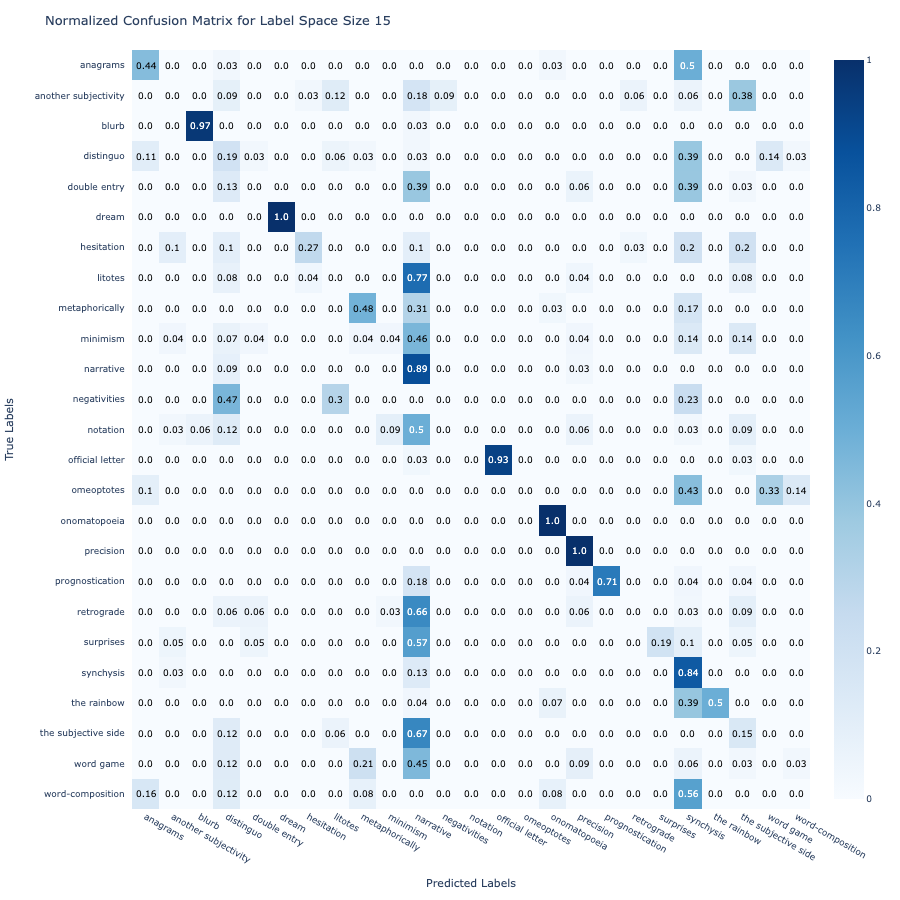 Normalized Confusion Matrix for Label Space Size 15
True Labels
anagrams 0.44 0.0 0.0 0.03 0.0 0.0 0.0 0.0 0.0 0.0 0.0 0.0 0.0 0.0 0.0 0.03 0.0 0.0 0.0 0.0 0.5 0.0 0.0 0.0 0.0
another subjectivity 0.0 0.0 0.0 0.09 0.0 0.0 0.03 0.12 0.0 0.0 0.18 0.09 0.0 0.0 0.0 0.0 0.0 0.0 0.06 0.0 0.06 0.0 0.38 0.0 0.0
blurb 0.0 0.0 0.97 0.0 0.0 0.0 0.0 0.0 0.0 0.0 0.03 0.0 0.0 0.0 0.0 0.0 0.0 0.0 0.0 0.0 0.0 0.0 0.0 0.0 0.0
distinguo 0.11 0.0 0.0 0.19 0.03 0.0 0.0 0.06 0.03 0.0 0.03 0.0 0.0 0.0 0.0 0.0 0.0 0.0 0.0 0.0 0.39 0.0 0.0 0.14 0.03
double entry 0.0 0.0 0.0 0.13 0.0 0.0 0.0 0.0 0.0 0.0 0.39 0.0 0.0 0.0 0.0 0.0 0.06 0.0 0.0 0.0 0.39 0.0 0.03 0.0 0.0
dream 0.0 0.0 0.0 0.0 0.0 1.0 0.0 0.0 0.0 0.0 0.0 0.0 0.0 0.0 0.0 0.0 0.0 0.0 0.0 0.0 0.0 0.0 0.0 0.0 0.0
hesitation 0.0 0.1 0.0 0.1 0.0 0.0 0.27 0.0 0.0 0.0 0.1 0.0 0.0 0.0 0.0 0.0 0.0 0.0 0.03 0.0 0.2 0.0 0.2 0.0 0.0
litotes 0.0 0.0 0.0 0.08 0.0 0.0 0.04 0.0 0.0 0.0 0.77 0.0 0.0 0.0 0.0 0.0 0.04 0.0 0.0 0.0 0.0 0.0 0.08 0.0 0.0
metaphorically 0.0 0.0 0.0 0.0 0.0 0.0 0.0 0.0 0.48 0.0 0.31 0.0 0.0 0.0 0.0 0.03 0.0 0.0 0.0 0.0 0.17 0.0 0.0 0.0 0.0
minimism 0.0 0.04 0.0 0.07 0.04 0.0 0.0 0.0 0.04 0.04 0.46 0.0 0.0 0.0 0.0 0.0 0.04 0.0 0.0 0.0 0.14 0.0 0.14 0.0 0.0
narrative 0.0 0.0 0.0 0.09 0.0 0.0 0.0 0.0 0.0 0.0 0.89 0.0 0.0 0.0 0.0 0.0 0.03 0.0 0.0 0.0 0.0 0.0 0.0 0.0 0.0
negativities 0.0 0.0 0.0 0.47 0.0 0.0 0.0 0.3 0.0 0.0 0.0 0.0 0.0 0.0 0.0 0.0 0.0 0.0 0.0 0.0 0.23 0.0 0.0 0.0 0.0
notation 0.0 0.03 0.06 0.12 0.0 0.0 0.0 0.0 0.0 0.09 0.5 0.0 0.0 0.0 0.0 0.0 0.06 0.0 0.0 0.0 0.03 0.0 0.09 0.0 0.0
official letter 0.0 0.0 0.0 0.0 0.0 0.0 0.0 0.0 0.0 0.0 0.03 0.0 0.0 0.93 0.0 0.0 0.0 0.0 0.0 0.0 0.0 0.0 0.03 0.0 0.0
omeoptotes 0.1 0.0 0.0 0.0 0.0 0.0 0.0 0.0 0.0 0.0 0.0 0.0 0.0 0.0 0.0 0.0 0.0 0.0 0.0 0.0 0.43 0.0 0.0 0.33 0.14
onomatopoeia 0.0 0.0 0.0 0.0 0.0 0.0 0.0 0.0 0.0 0.0 0.0 0.0 0.0 0.0 0.0 1.0 0.0 0.0 0.0 0.0 0.0 0.0 0.0 0.0 0.0
precision 0.0 0.0 0.0 0.0 0.0 0.0 0.0 0.0 0.0 0.0 0.0 0.0 0.0 0.0 0.0 0.0 1.0 0.0 0.0 0.0 0.0 0.0 0.0 0.0 0.0
prognostication 0.0 0.0 0.0 0.0 0.0 0.0 0.0 0.0 0.0 0.0 0.18 0.0 0.0 0.0 0.0 0.0 0.04 0.71 0.0 0.0 0.04 0.0 0.04 0.0 0.0
retrograde 0.0 0.0 0.0 0.06 0.06 0.0 0.0 0.0 0.0 0.03 0.66 0.0 0.0 0.0 0.0 0.0 0.06 0.0 0.0 0.0 0.03 0.0 0.09 0.0 0.0
surprises 0.0 0.05 0.0 0.0 0.05 0.0 0.0 0.0 0.0 0.0 0.57 0.0 0.0 0.0 0.0 0.0 0.0 0.0 0.0 0.19 0.1 0.0 0.05 0.0 0.0
synchysis 0.0 0.03 0.0 0.0 0.0 0.0 0.0 0.0 0.0 0.0 0.13 0.0 0.0 0.0 0.0 0.0 0.0 0.0 0.0 0.0 0.84 0.0 0.0 0.0 0.0
the rainbow 0.0 0.0 0.0 0.0 0.0 0.0 0.0 0.0 0.0 0.0 0.04 0.0 0.0 0.0 0.0 0.07 0.0 0.0 0.0 0.0 0.39 0.5 0.0 0.0 0.0
the subjective side 0.0 0.0 0.0 0.12 0.0 0.0 0.0 0.06 0.0 0.0 0.67 0.0 0.0 0.0 0.0 0.0 0.0 0.0 0.0 0.0 0.0 0.0 0.15 0.0 0.0
word game 0.0 0.0 0.0 0.12 0.0 0.0 0.0 0.0 0.21 0.0 0.45 0.0 0.0 0.0 0.0 0.0 0.09 0.0 0.0 0.0 0.06 0.0 0.03 0.0 0.03
word-composition 0.16 0.0 0.0 0.12 0.0 0.0 0.0 0.0 0.08 0.0 0.0 0.0 0.0 0.0 0.0 0.08 0.0 0.0 0.0 0.0 0.56 0.0 0.0 0.0 0.0
anagrams another subjectivity blurb distinguo double entry dream hesitation litotes metaphorically minimism narrative negativities notation official letter omeoptotes onomatopoeia precision prognostication retrograde surprises synchysis the rainbow the subjective side word game word-composition
Predicted Labels
1
0.8
0.6
0.4
0.2
0